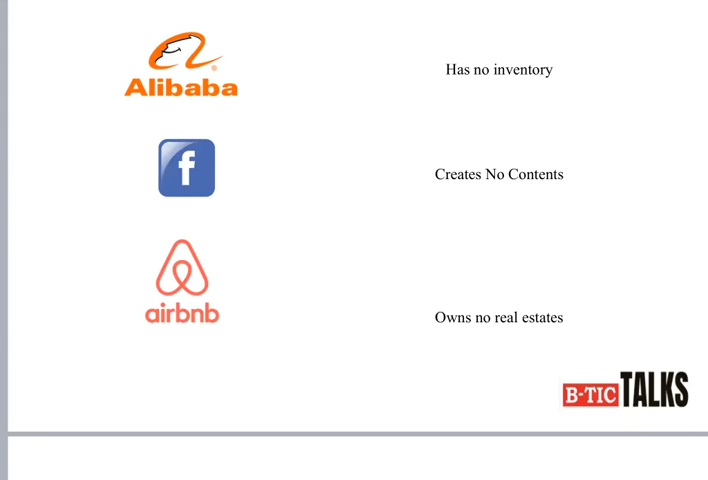 Alibaba
Has no inventory
f
Creates No Contents
airbnb
Owns no real estates
B-TIC TALKS